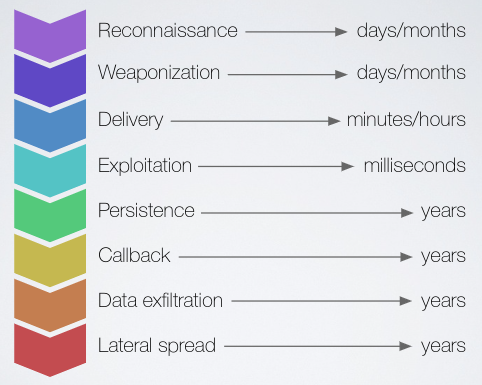 Reconnaissance days/months
Weaponization days/months
Delivery minutes/hours
Exploitation milliseconds
Persistence years
Callback years
Data exfiltration years
Lateral spread years